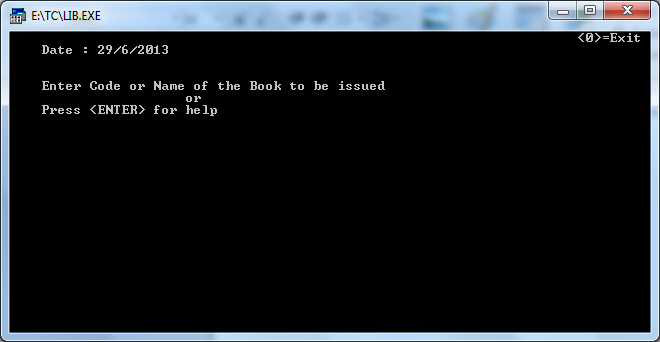 E:\TC\LIB.EXE
<0>=Exit
Date : 29/6/2013
Enter Code or Name of the Book to be issued
or
Press <ENTER> for help